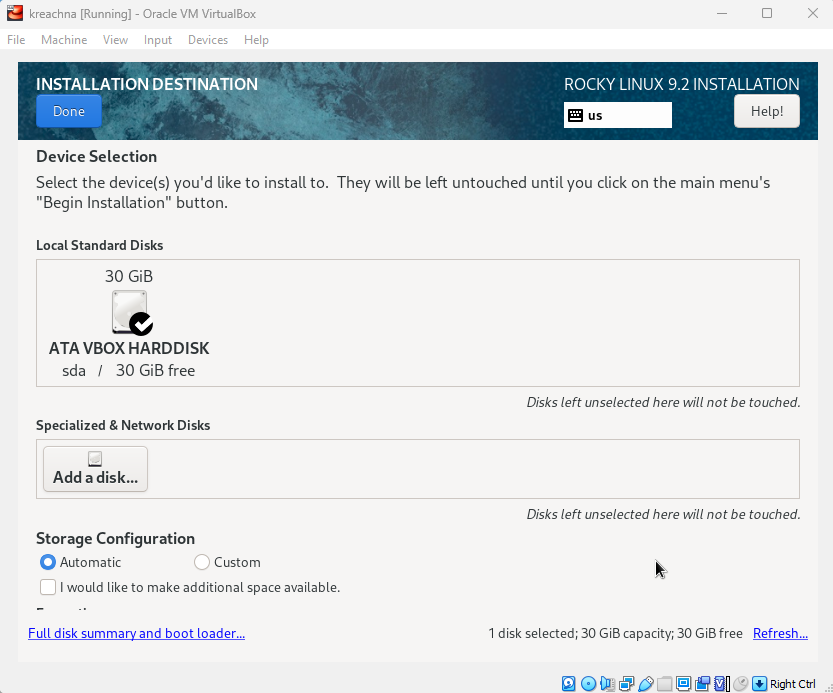 kreachna [Running] - Oracle VM VirtualBox
File Machine View Input Devices Help
INSTALLATION DESTINATION
ROCKY LINUX 9.2 INSTALLATION
Done
us
Help!
Device Selection
Select the device(s) you'd like to install to.  They will be left untouched until you click on the main menu's
"Begin Installation" button.
Local Standard Disks
30 GiB
ATA VBOX HARDDISK
sda / 30 GiB free
Disks left unselected here will not be touched.
Specialized & Network Disks
Add a disk...
Disks left unselected here will not be touched.
Storage Configuration
Automatic Custom
I would like to make additional space available.
Full disk summary and boot loader...
1 disk selected; 30 GiB capacity; 30 GiB free Refresh...
Right Ctrl